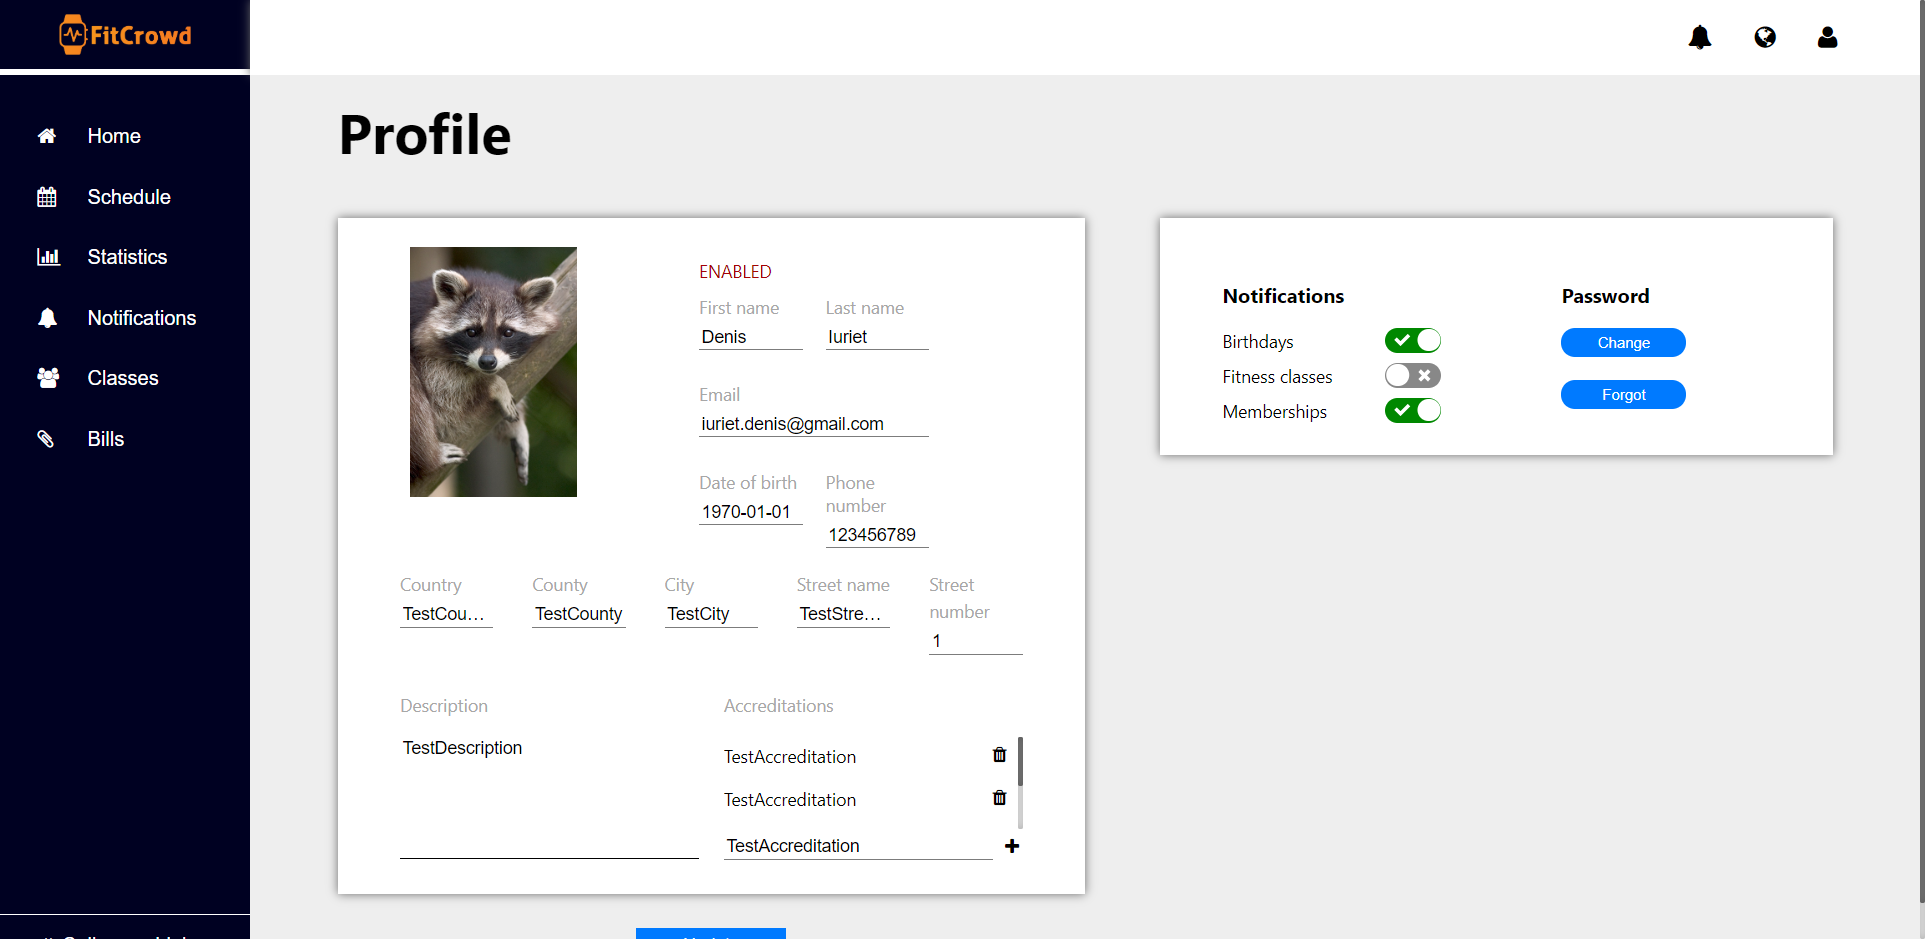 FitCrowd
Home
Schedule
Statistics
Notifications
Classes
Bills
Profile
ENABLED
First name
Last name
Denis
Iuriet
Email
iuriet.denis@gmail.com
Date of birth
Phone
number
1970-01-01
123456789
Country
County
City
Street name
Street
number
TestCou...
TestCounty
TestCity
TestStre...
1
Description
Accreditations
TestDescription
TestAccreditation
TestAccreditation
TestAccreditation
Notifications
Password
Birthdays
Change
Fitness classes
Memberships
Forgot